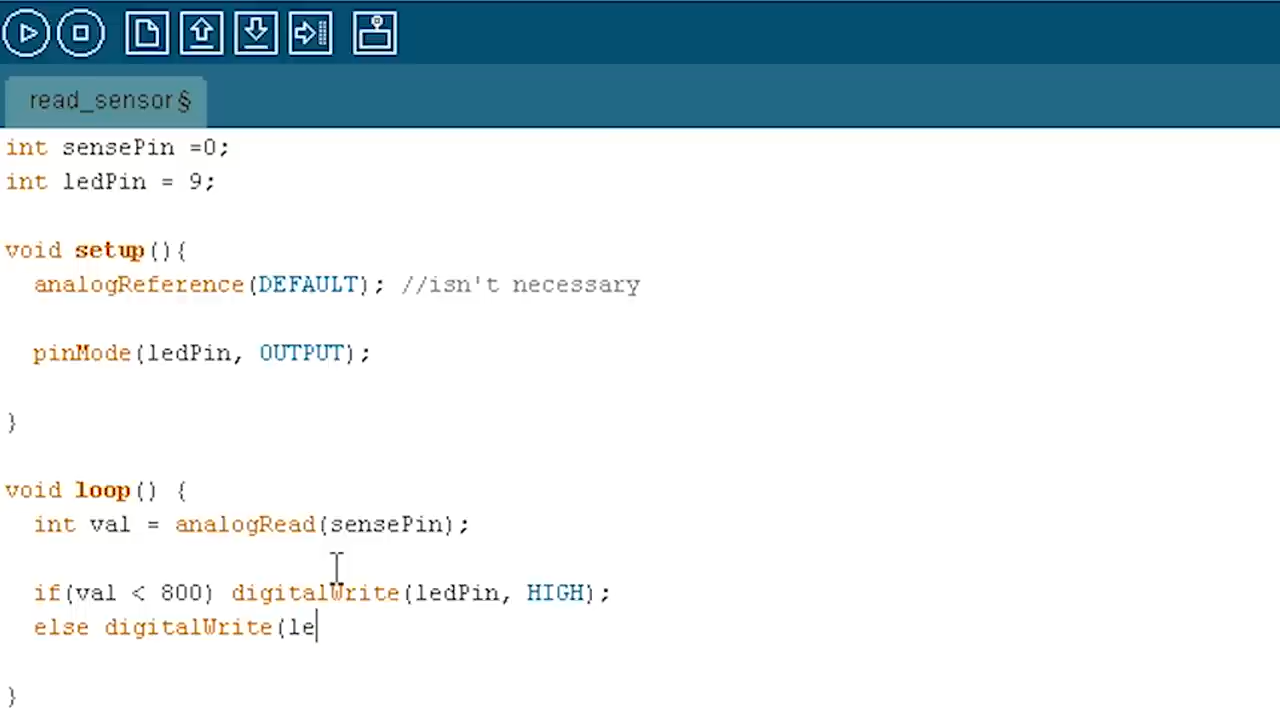 read_sensor§
int sensePin =0;
int ledPin = 9;
void setup(){
analogReference(DEFAULT); //isn't necessary
pinMode(ledPin, OUTPUT);
}
void loop() {
int val = analogRead(sensePin);
if(val < 800) digitalWrite(ledPin, HIGH);
else digitalWrite(le
}